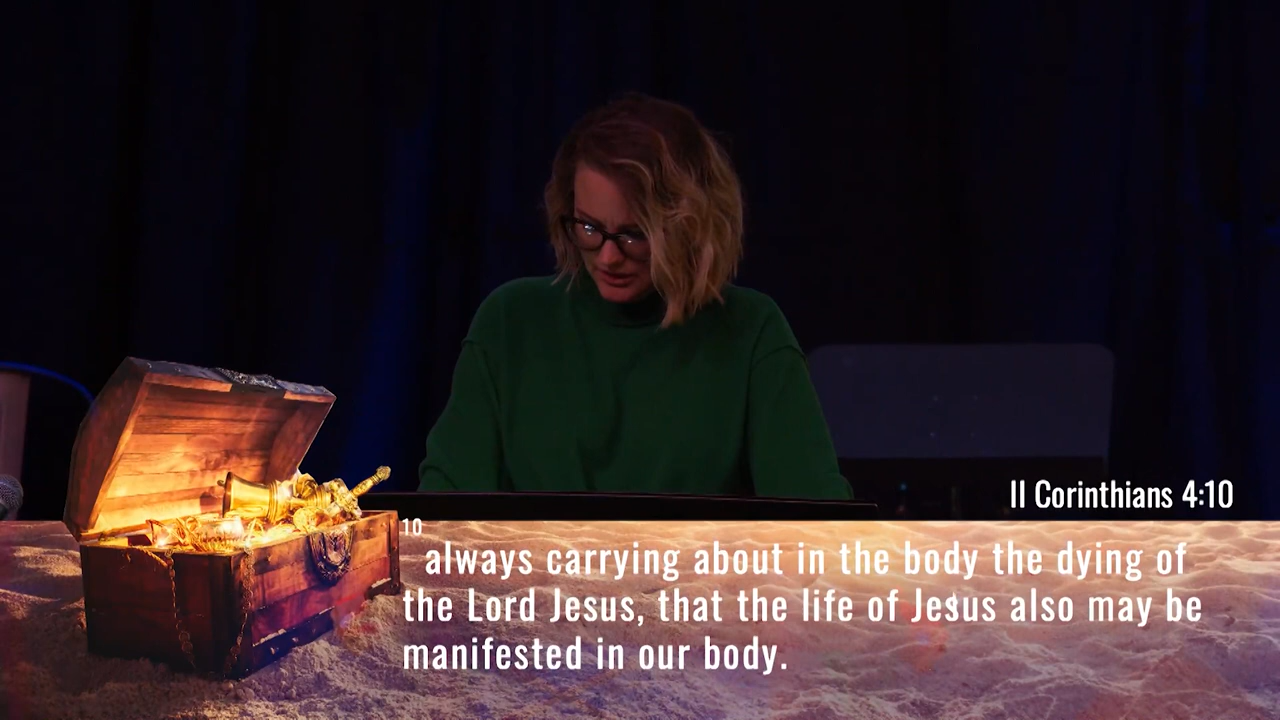 II Corinthians 4:10
10
always carrying about in the body the dying of
the Lord Jesus, that the life of Jesus also may be
manifested in our body.